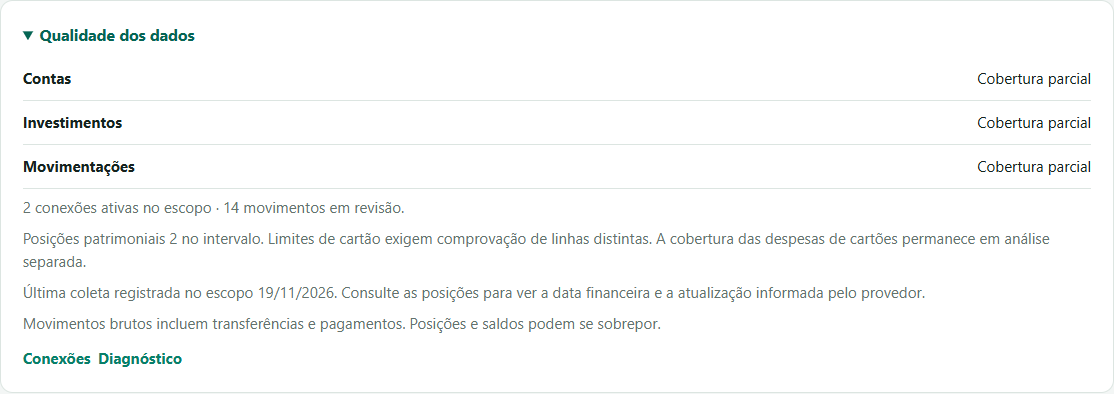 ▼ Qualidade dos dados
Contas Cobertura parcial
Investimentos Cobertura parcial
Movimentações Cobertura parcial
2 conexões ativas no escopo · 14 movimentos em revisão.
Posições patrimoniais 2 no intervalo. Limites de cartão exigem comprovação de linhas distintas. A cobertura das despesas de cartões permanece em análise
separada.
Última coleta registrada no escopo 19/11/2026. Consulte as posições para ver a data financeira e a atualização informada pelo provedor.
Movimentos brutos incluem transferências e pagamentos. Posições e saldos podem se sobrepor.
Conexões Diagnóstico